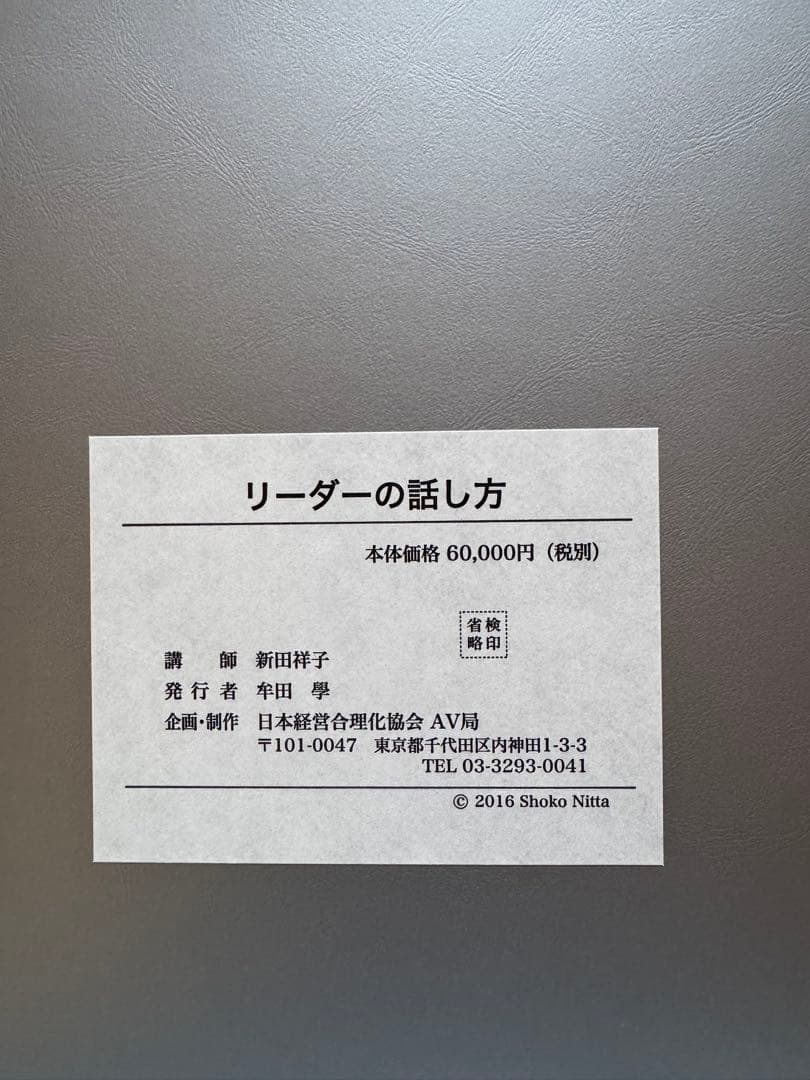 リーダーの話し方
本体価格 60,000円（税別）
検印
省略
講　師　新田祥子
発行者　牟田　學
企画・制作　日本経営合理化協会 AV局
〒101-0047　東京都千代田区内神田1-3-3
TEL 03-3293-0041
© 2016 Shoko Nitta